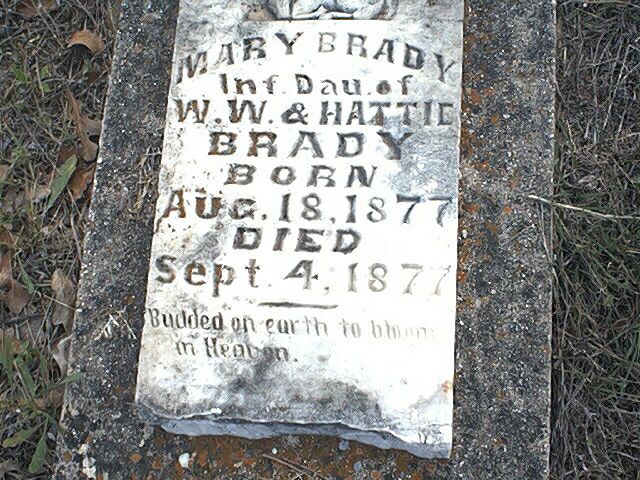 MARY BRADY
Inf. Dau. of
W. W. & HATTIE
BRADY
BORN
AUG. 18, 1877
DIED
Sept. 4, 1877
Budded on earth to bloom
in Heaven.